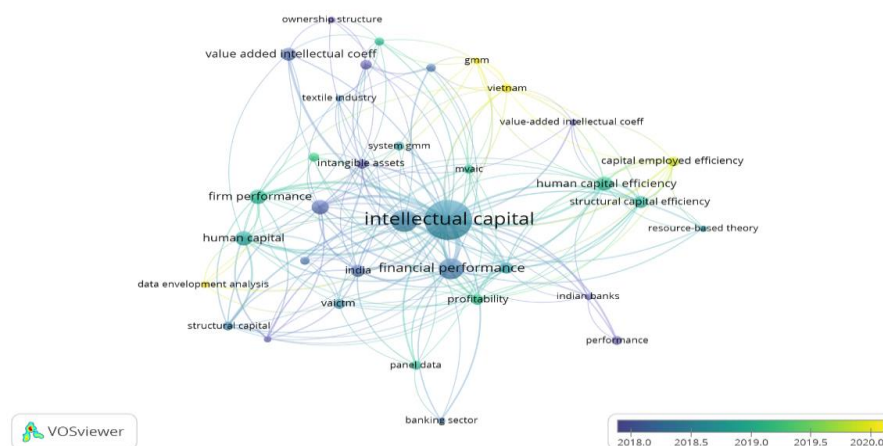 ownership structure
value added intellectual coeff
gmm
vietnam
textile industry
value-added intellectual coeff
system gmm
intangible assets
mvaic
capital employed efficiency
human capital efficiency
firm performance
structural capital efficiency
intellectual capital
resource-based theory
human capital
india
financial performance
data envelopment analysis
vaictm
profitability
indian banks
structural capital
performance
panel data
banking sector
VOSviewer
2018.0 2018.5 2019.0 2019.5 2020.0